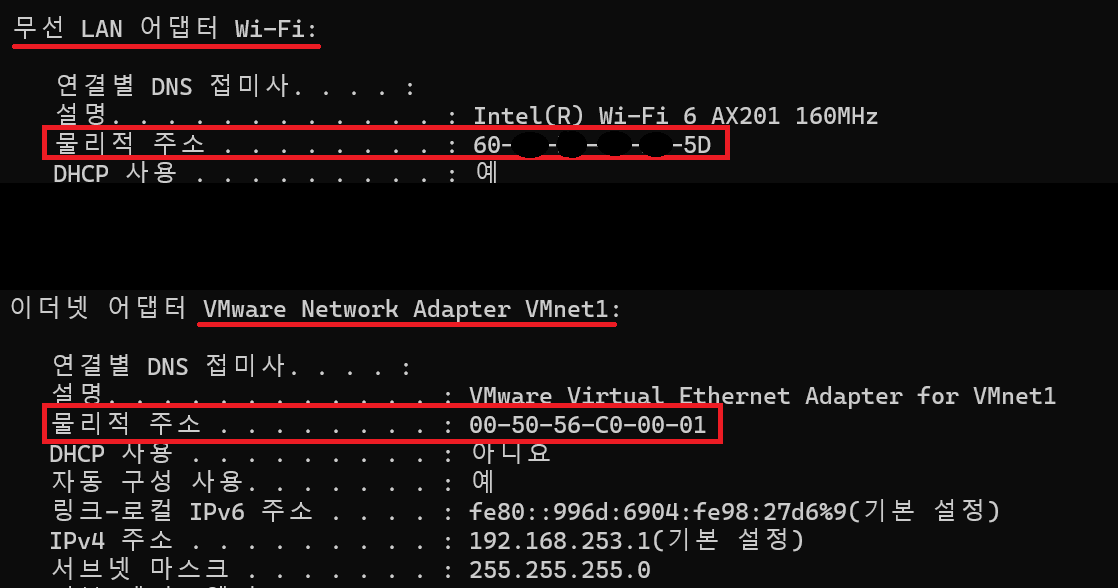 무선 LAN 어댑터 Wi-Fi:
연결별 DNS 접미사. . . . :
설명. . . . . . . . . . . . : Intel(R) Wi-Fi 6 AX201 160MHz
물리적 주소 . . . . . . . . . : 60-  -  -  -  -5D
DHCP 사용 . . . . . . . . . : 예
이더넷 어댑터 VMware Network Adapter VMnet1:
연결별 DNS 접미사. . . . :
설명. . . . . . . . . . . . : VMware Virtual Ethernet Adapter for VMnet1
물리적 주소 . . . . . . . . . : 00-50-56-C0-00-01
DHCP 사용 . . . . . . . . . : 아니요
자동 구성 사용. . . . . . . : 예
링크-로컬 IPv6 주소 . . . . : fe80::996d:6904:fe98:27d6%9(기본 설정)
IPv4 주소 . . . . . . . . . : 192.168.253.1(기본 설정)
서브넷 마스크 . . . . . . . : 255.255.255.0